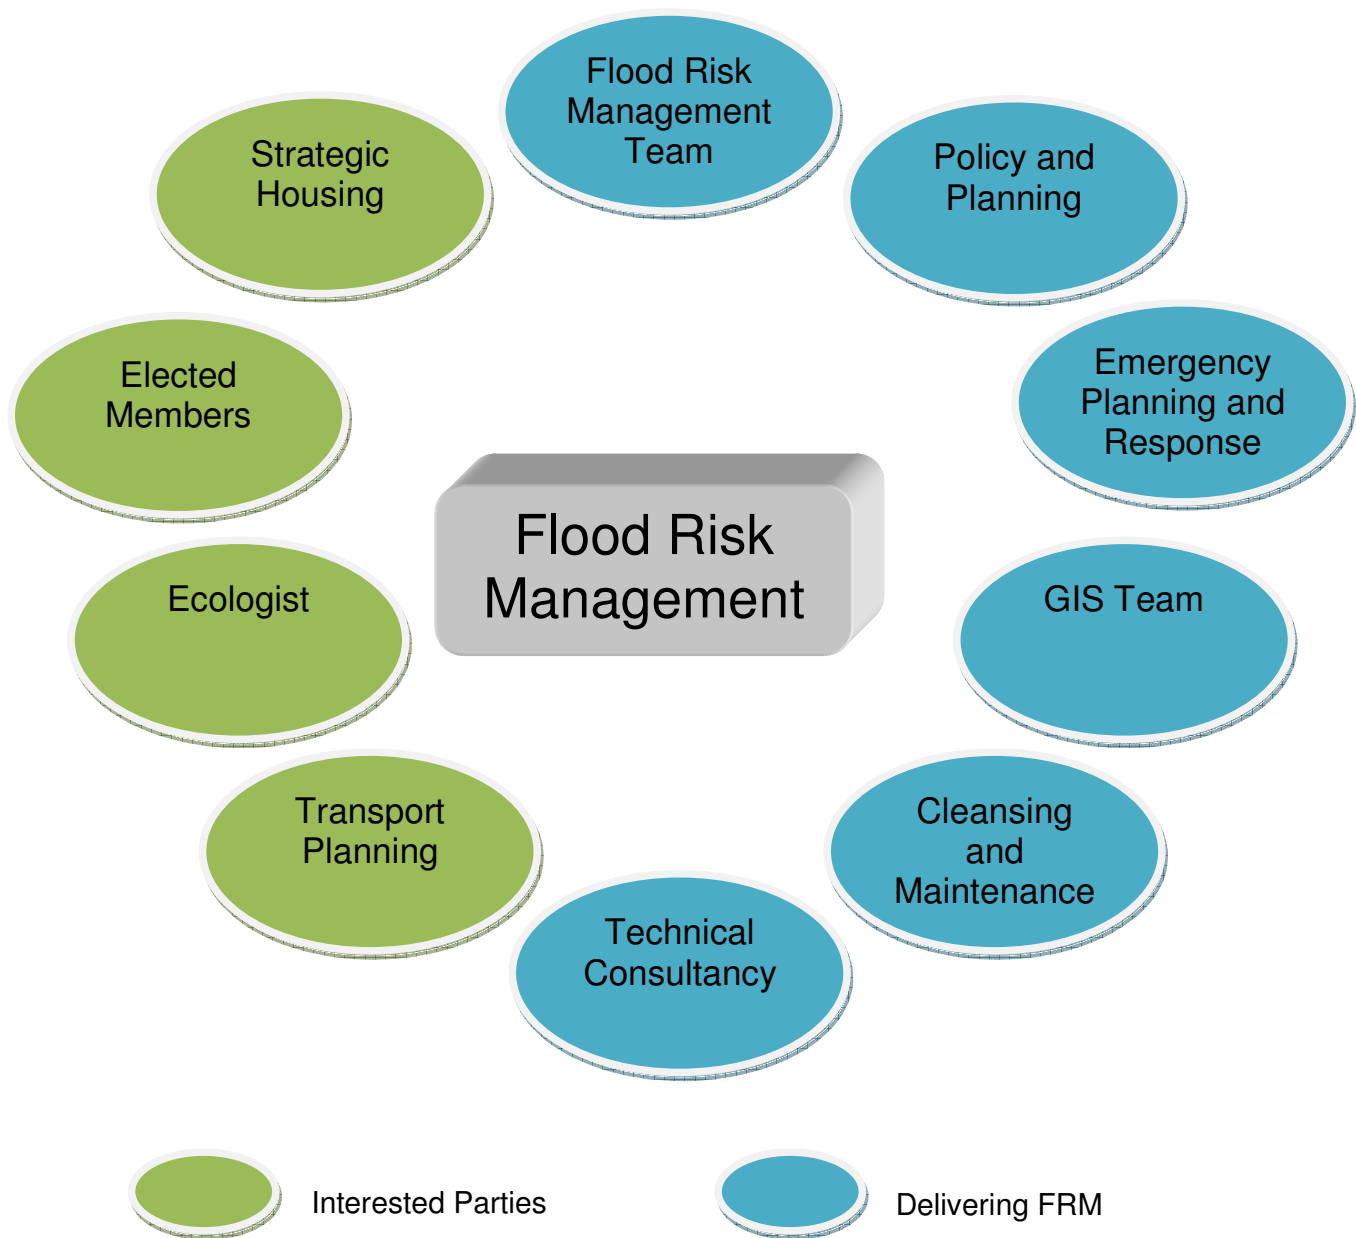 Flood Risk
Management
Team
Strategic
Housing
Policy and
Planning
Elected
Members
Emergency
Planning and
Response
Flood Risk
Management
Ecologist
GIS Team
Transport
Planning
Cleansing
and
Maintenance
Technical
Consultancy
Interested Parties
Delivering FRM